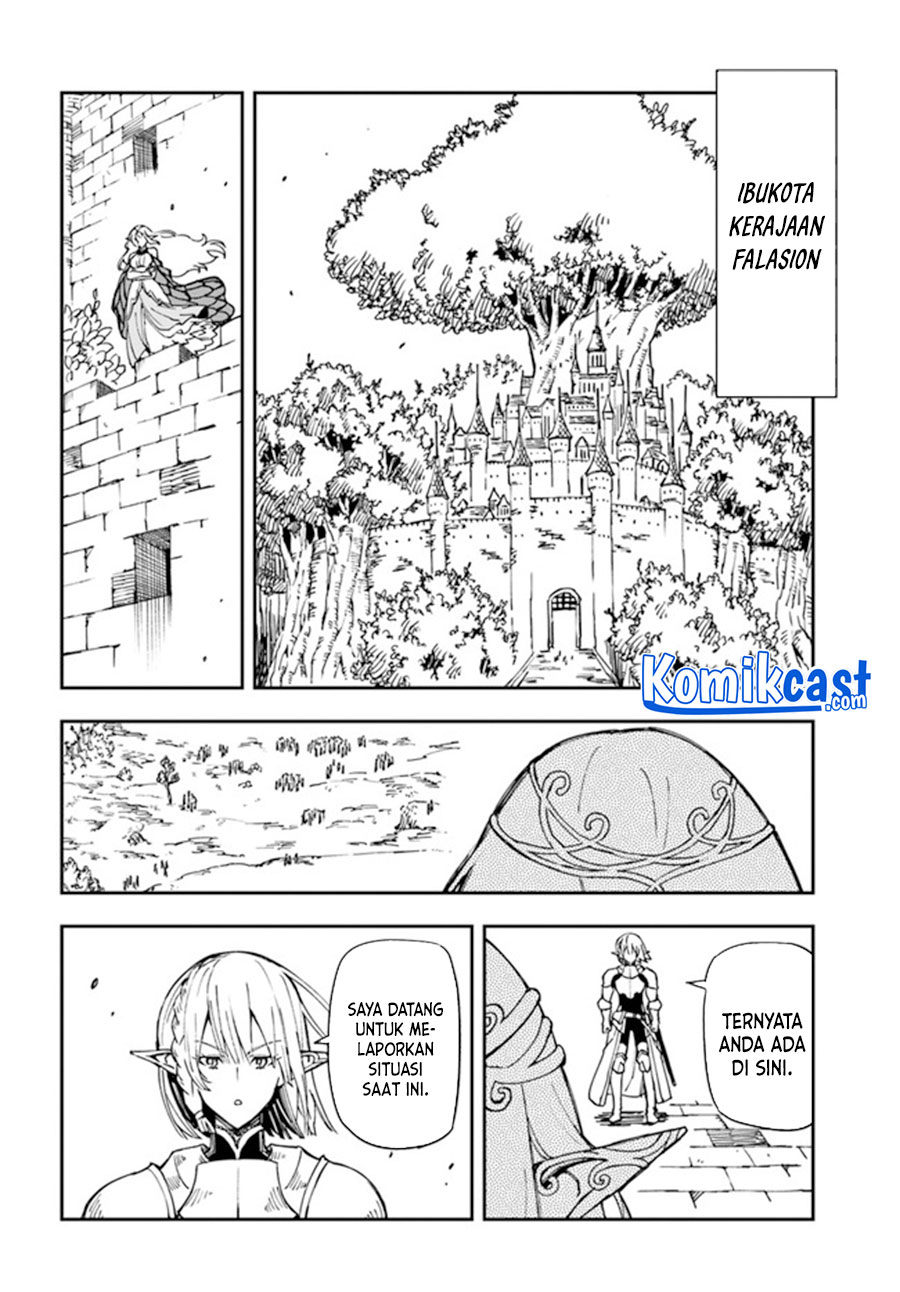 IBUKOTA
KERAJAAN
FALASION
Komikcast
.com
TERNYATA
ANDA ADA
DI SINI.
SAYA DATANG
UNTUK ME-
LAPORKAN
SITUASI
SAAT INI.